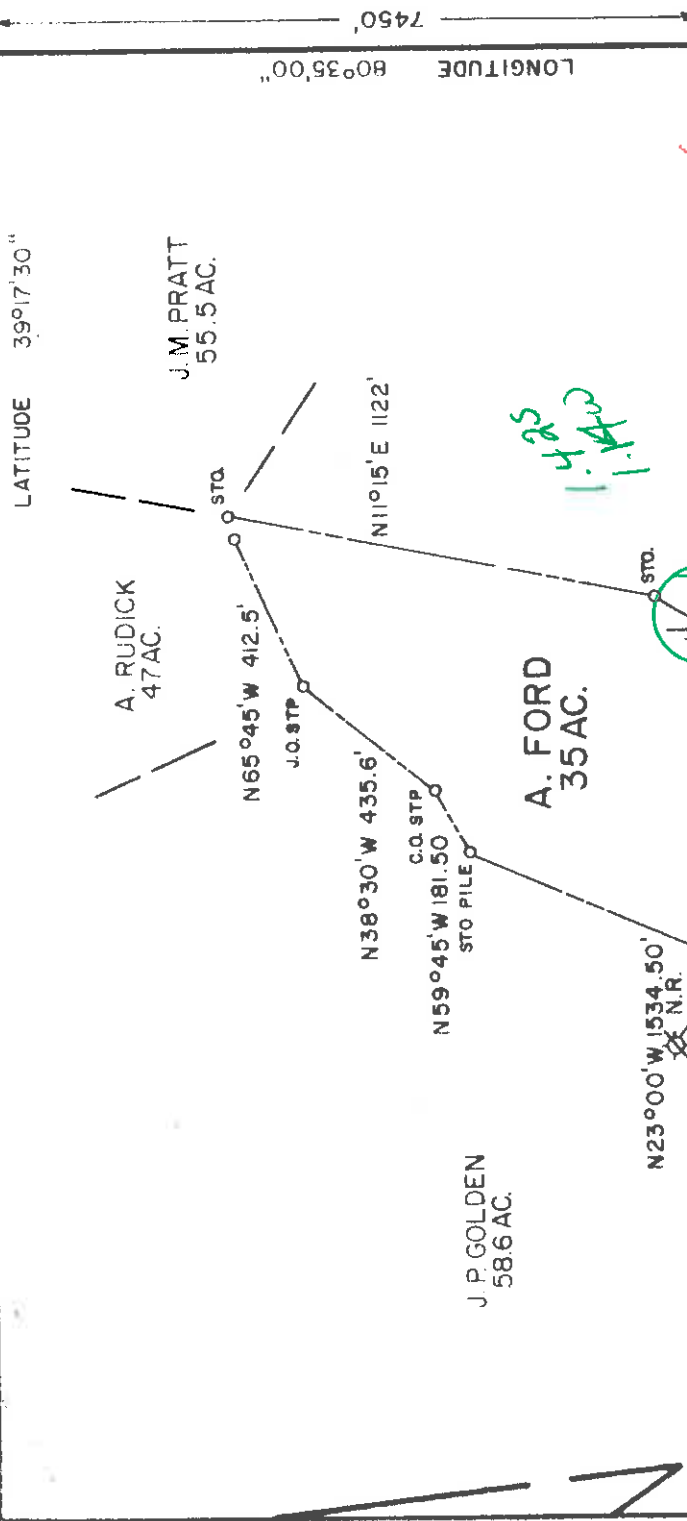 7450'
LONGITUDE 80°35'00"
LATITUDE 39°17'30"
J.M. PRATT
55.5 AC.
STO.
A. RUDICK
47 AC.
N11°15'E 1122'
N65°45'W 412.5'
J.O. STP
1.425
STO.
N38°30'W 435.6'
C.O. STP
A. FORD
35 AC.
N59°45'W 181.50
STO PILE
N23°00'W 1534.50'
N.R.
J.P. GOLDEN
58.6 AC.